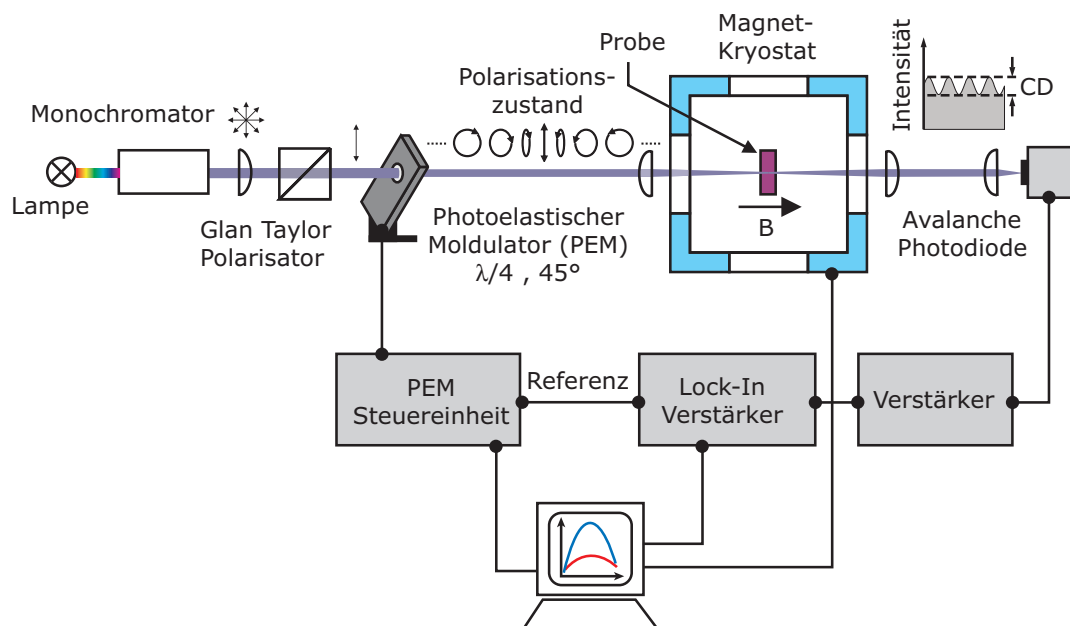 Magnet-
Kryostat
Probe
Polarisations-
zustand
Monochromator
Intensität
CD
Lampe
Glan Taylor
Polarisator
Photoelastischer
Moldulator (PEM)
λ/4 , 45°
B
Avalanche
Photodiode
PEM
Steuereinheit
Referenz
Lock-In
Verstärker
Verstärker